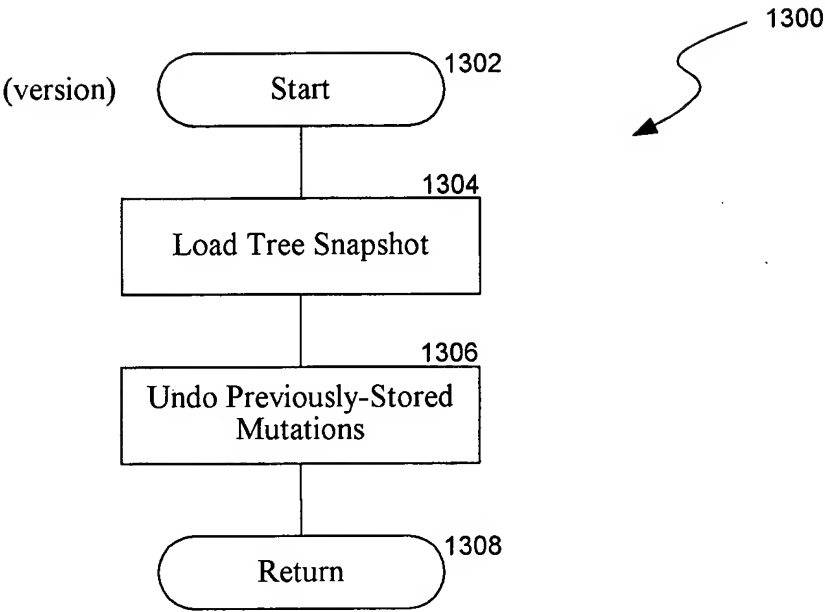 1300
1302
(version) Start
1304
Load Tree Snapshot
1306
Undo Previously-Stored
Mutations
1308
Return